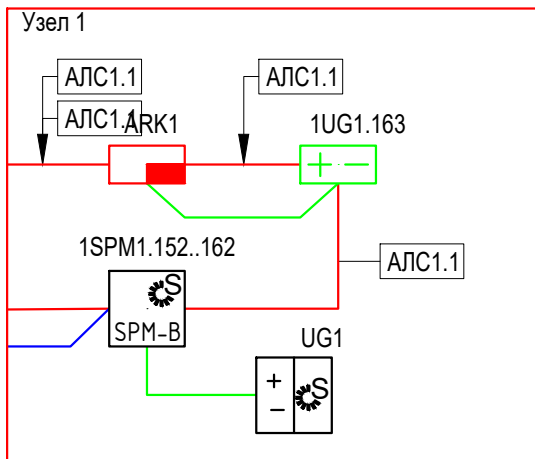 Узел 1
АЛС1.1
АЛС1.1
АЛС1.1
ARK1
1UG1.163
1SPM1.152..162
АЛС1.1
S
SPM-B
UG1
+
−
S